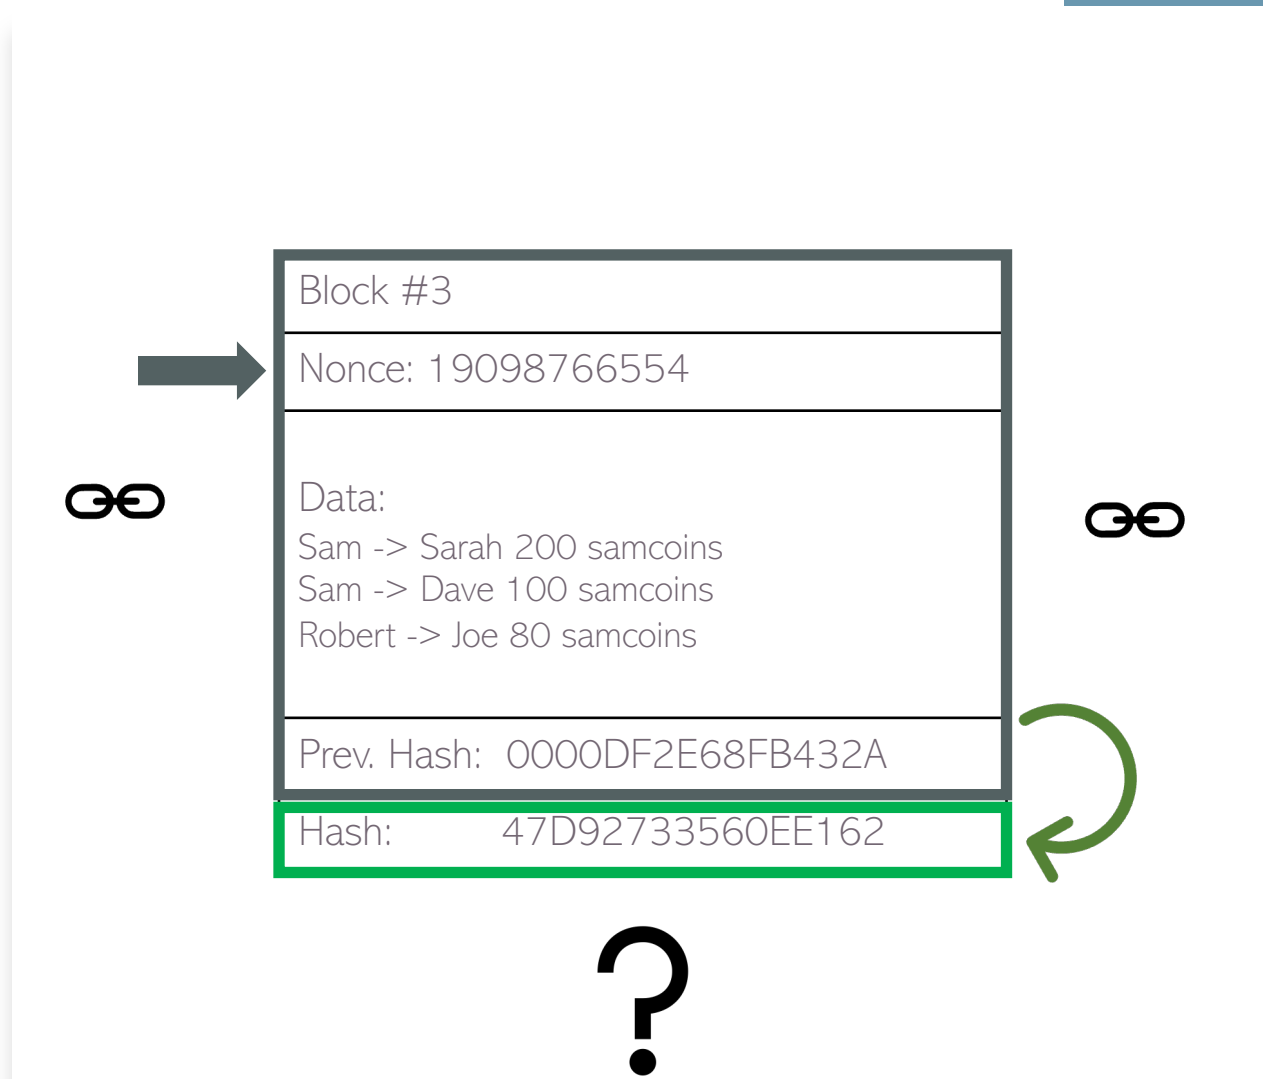 Block #3
Nonce: 19098766554
Data:
Sam -> Sarah 200 samcoins
Sam -> Dave 100 samcoins
Robert -> Joe 80 samcoins
Prev. Hash: 0000DF2E68FB432A
Hash: 47D92733560EE162
?